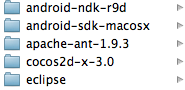 android-ndk-r9d
android-sdk-macosx
apache-ant-1.9.3
cocos2d-x-3.0
eclipse